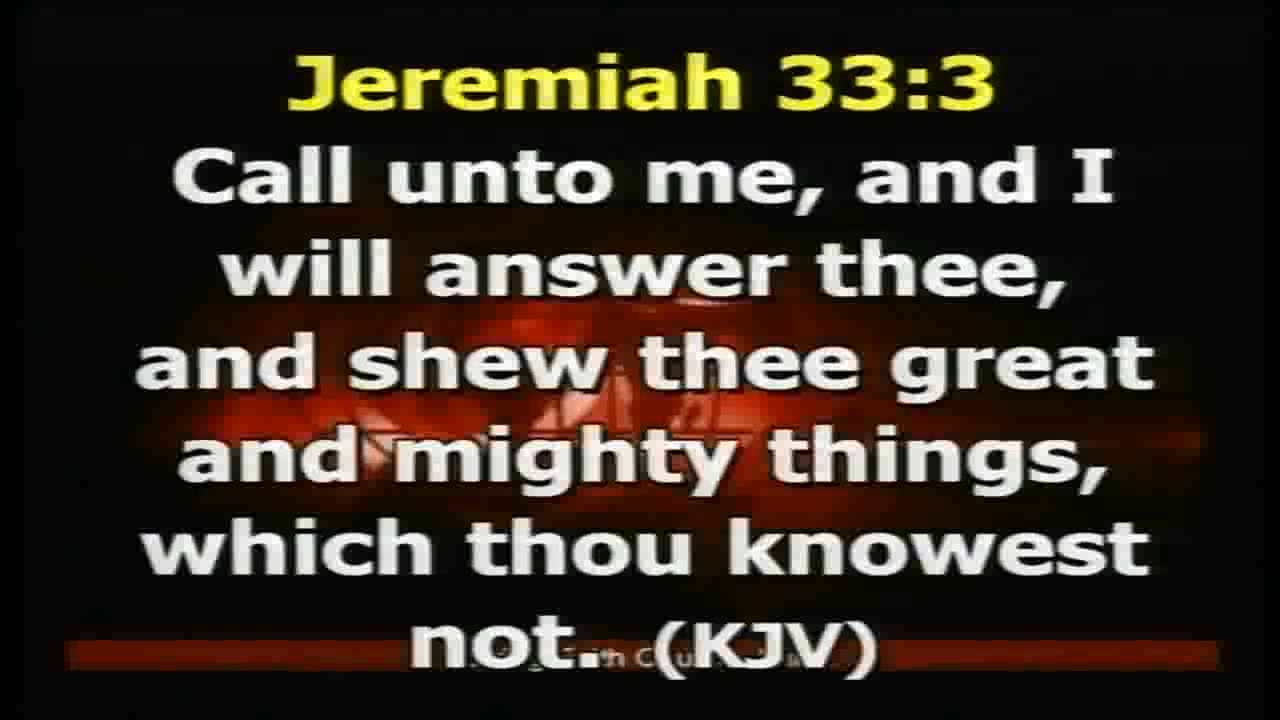 Jeremiah 33:3
Call unto me, and I
will answer thee,
and shew thee great
and mighty things,
which thou knowest
not. (KJV)